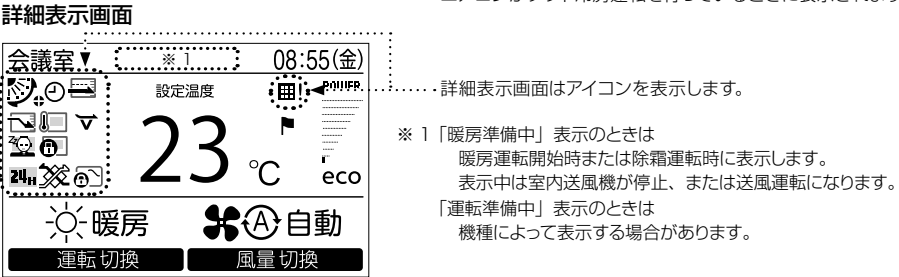 詳細表示画面
会議室▼ ※1 08:55(金)
設定温度
POWER
23℃
24H
eco
暖房 A 自動
運転切換 風量切換
詳細表示画面はアイコンを表示します。
※1「暖房準備中」表示のときは
暖房運転開始時または除霜運転時に表示します。
表示中は室内送風機が停止、または送風運転になります。
「運転準備中」表示のときは
機種によって表示する場合があります。